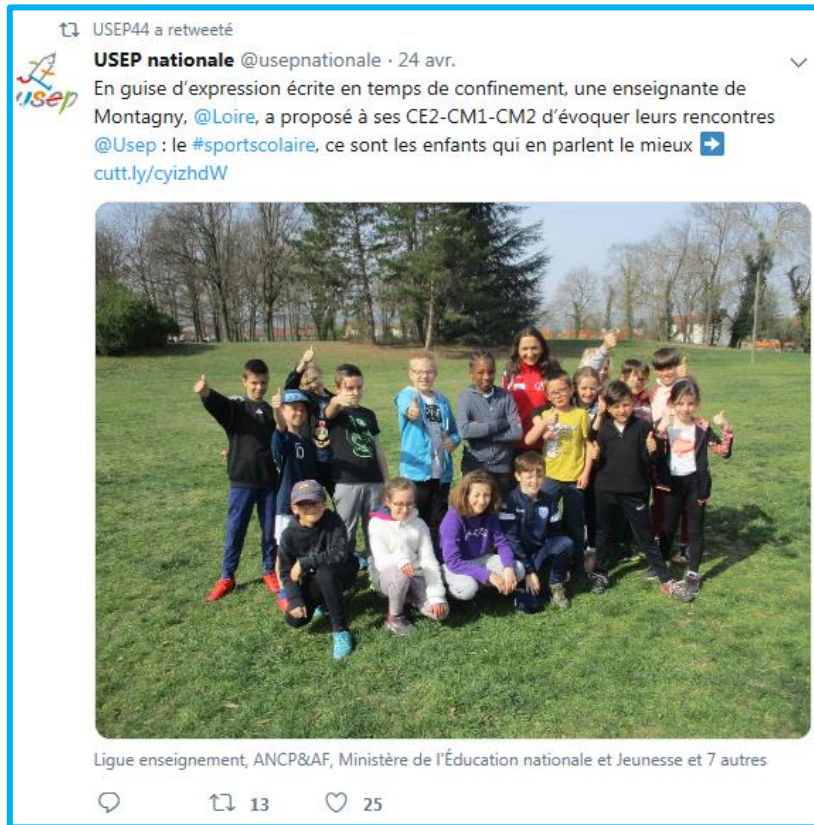 USEP44 a retweeté
USEP nationale @usepnationale · 24 avr.
usep
En guise d'expression écrite en temps de confinement, une enseignante de
Montagny, @Loire, a proposé à ses CE2-CM1-CM2 d'évoquer leurs rencontres
@Usep : le #sportscolaire, ce sont les enfants qui en parlent le mieux ➡
cutt.ly/cyizhdW
Ligue enseignement, ANCP&AF, Ministère de l'Éducation nationale et Jeunesse et 7 autres
13 25